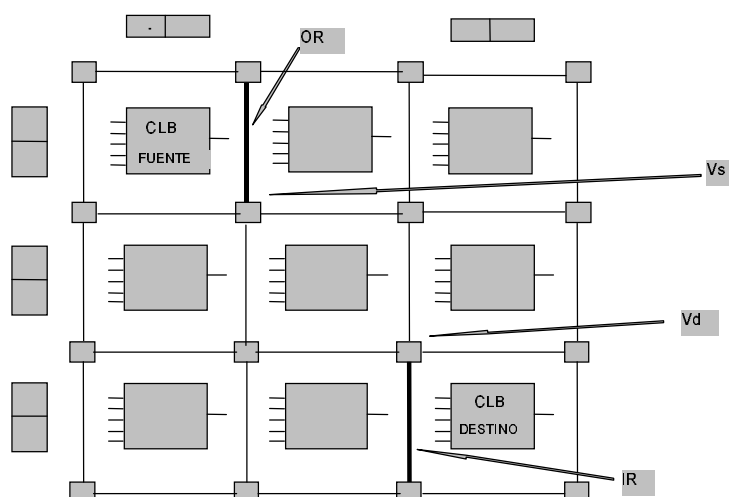 OR
CLB
FUENTE
Vs
Vd
CLB
DESTINO
IR